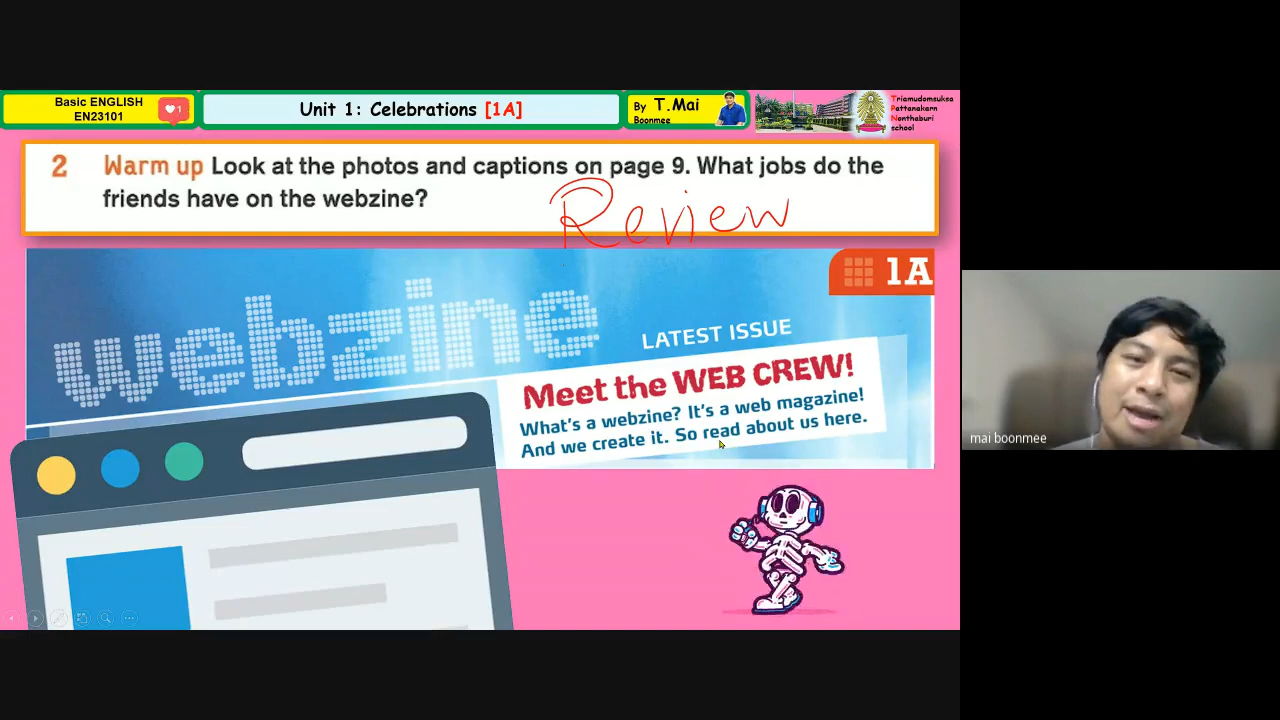 Basic ENGLISH
EN23101
1
Unit 1: Celebrations [1A]
By T.Mai
Boonmee
Triamudomsuksa
Pattanakarn
Nonthaburi
school
2 Warm up Look at the photos and captions on page 9. What jobs do the
friends have on the webzine?
Review
1A
webzine
LATEST ISSUE
Meet the WEB CREW!
What's a webzine? It's a web magazine!
And we create it. So read about us here.
mai boonmee